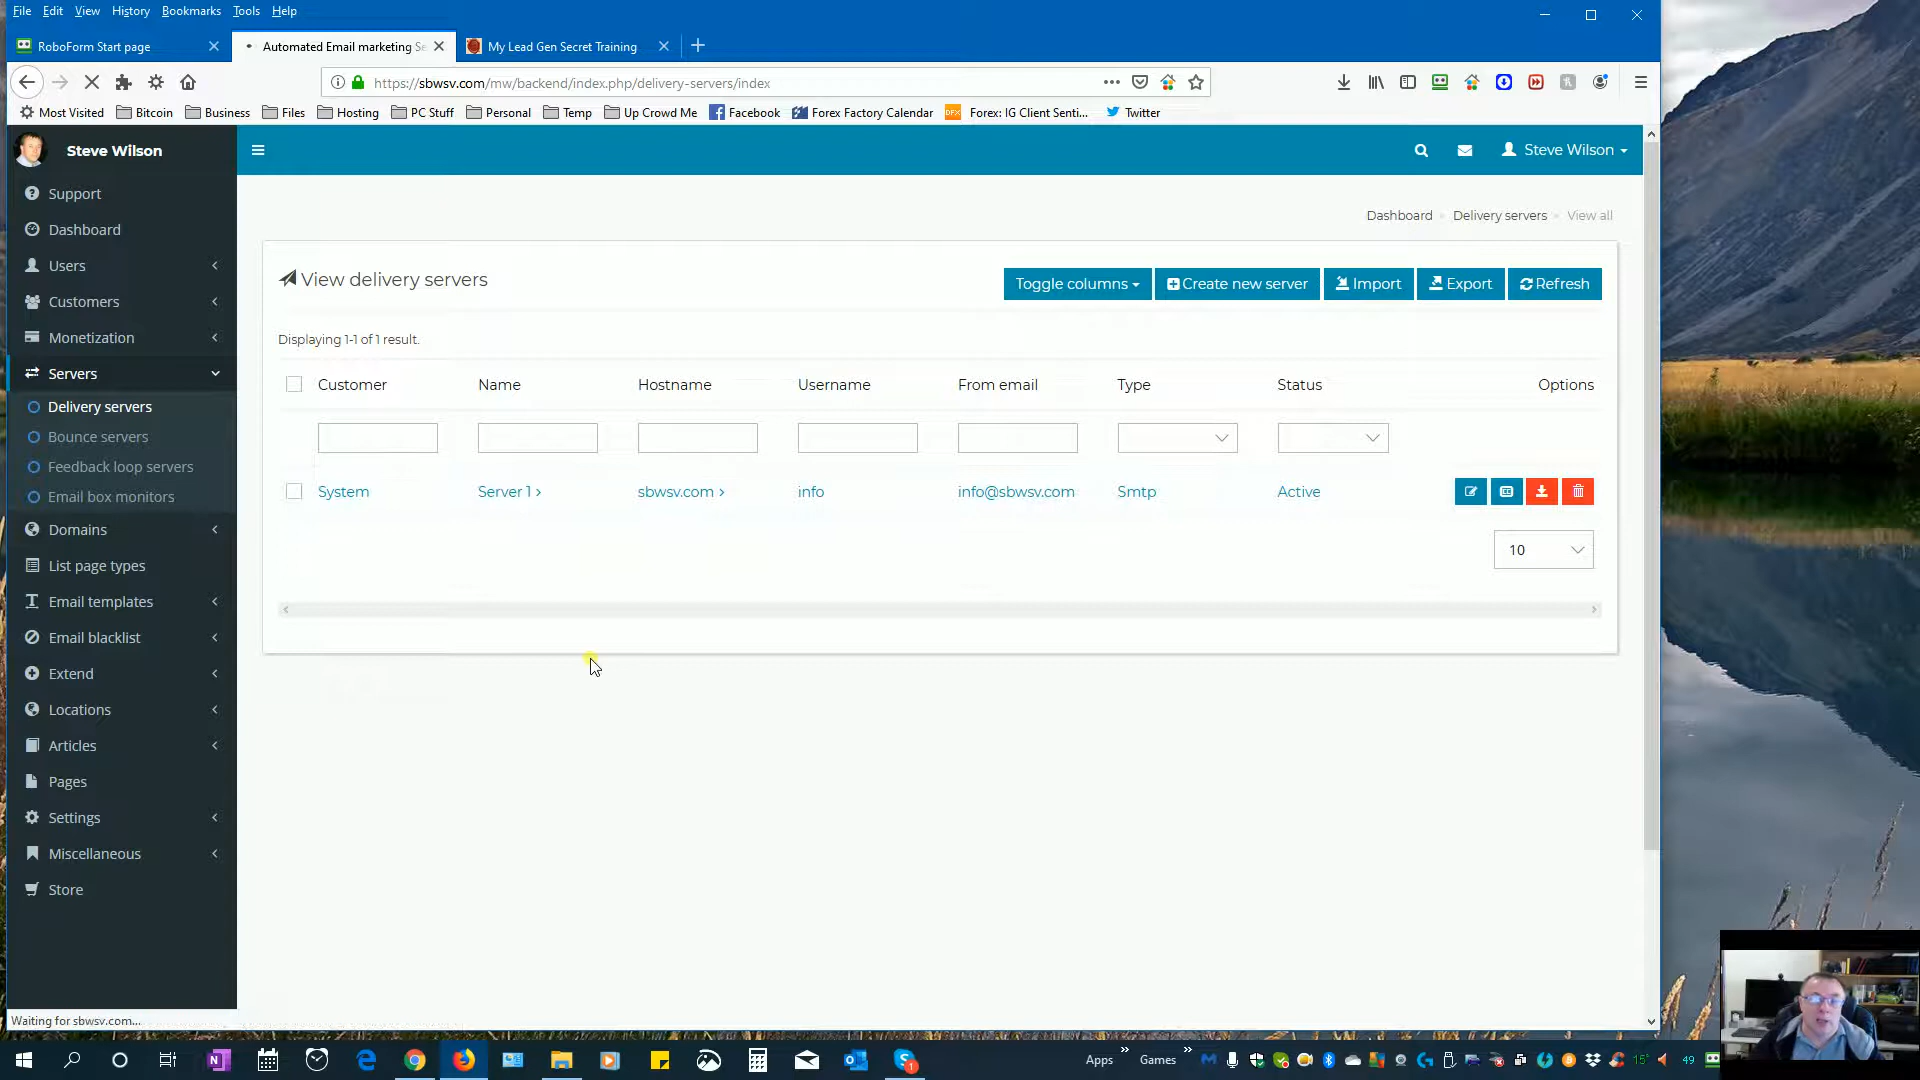 File Edit View History Bookmarks Tools Help
RoboForm Start page
Automated Email marketing Se
My Lead Gen Secret Training
https://sbwsv.com/mw/backend/index.php/delivery-servers/index
Most Visited Bitcoin Business Files Hosting PC Stuff Personal Temp Up Crowd Me Facebook Forex Factory Calendar Forex: IG Client Senti... Twitter
Steve Wilson
Steve Wilson
Support
Dashboard
Users
Customers
Monetization
Servers
Delivery servers
Bounce servers
Feedback loop servers
Email box monitors
Domains
List page types
Email templates
Email blacklist
Extend
Locations
Articles
Pages
Settings
Miscellaneous
Store
Dashboard Delivery servers View all
View delivery servers
Toggle columns Create new server Import Export Refresh
Displaying 1-1 of 1 result.
Customer Name Hostname Username From email Type Status Options
System Server 1 sbwsv.com info info@sbwsv.com Smtp Active
10
Waiting for sbwsv.com...
Apps Games 15° 49